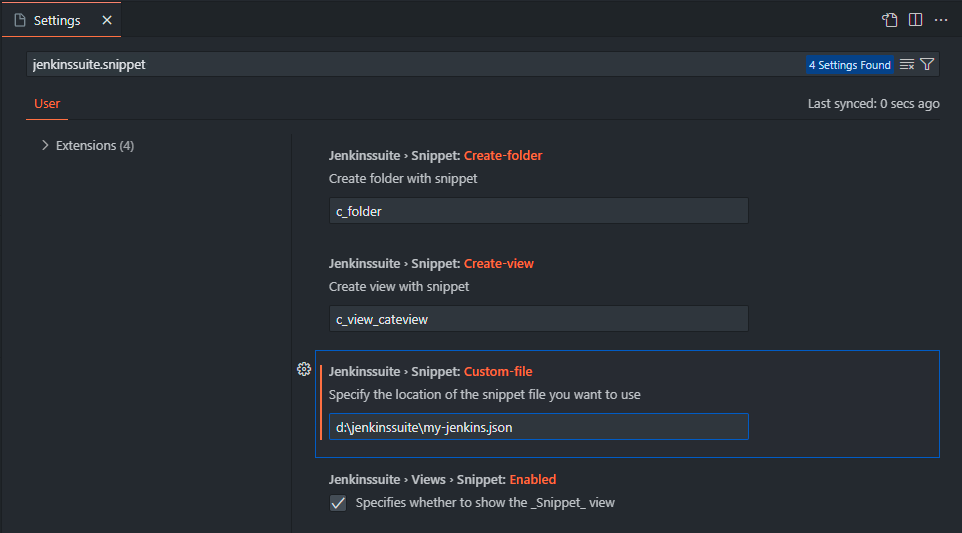 Settings
jenkinssuite.snippet
4 Settings Found
User
Last synced: 0 secs ago
Extensions (4)
Jenkinssuite › Snippet: Create-folder
Create folder with snippet
c_folder
Jenkinssuite › Snippet: Create-view
Create view with snippet
c_view_cateview
Jenkinssuite › Snippet: Custom-file
Specify the location of the snippet file you want to use
d:\jenkinssuite\my-jenkins.json
Jenkinssuite › Views › Snippet: Enabled
Specifies whether to show the _Snippet_ view